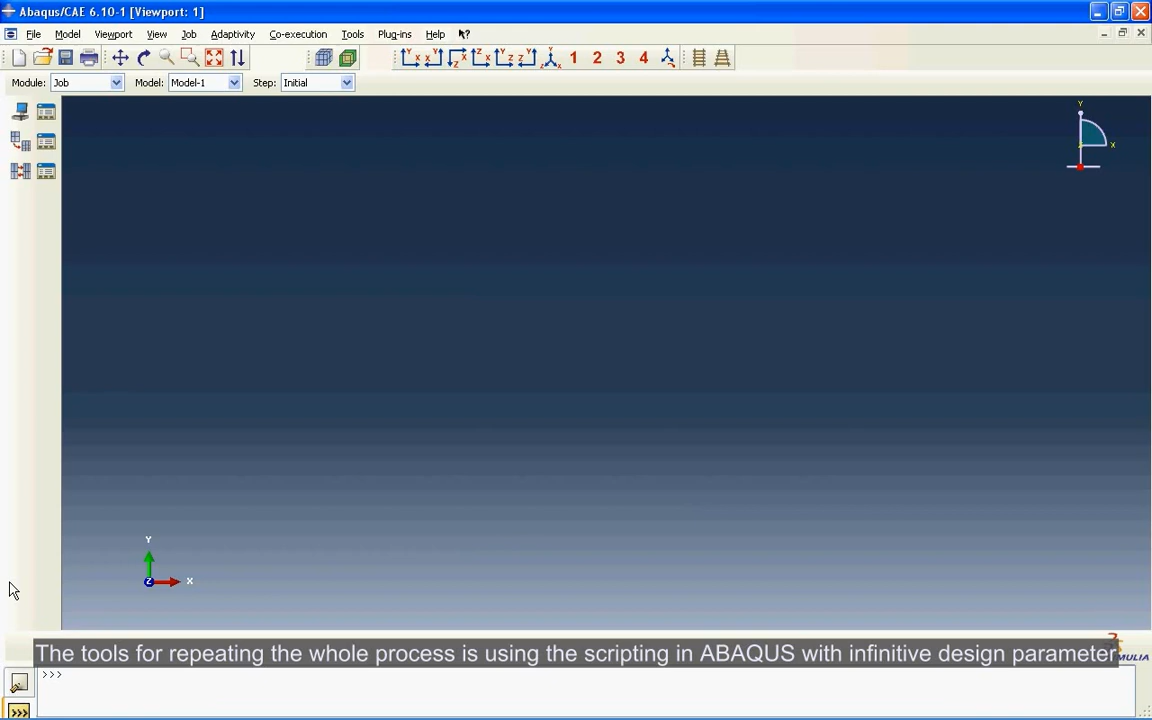 Abaqus/CAE 6.10-1 [Viewport: 1]
File Model Viewport View Job Adaptivity Co-execution Tools Plug-ins Help
1 2 3 4
Module: Job Model: Model-1 Step: Initial
Y
X
Y
Z X
The tools for repeating the whole process is using the scripting in ABAQUS with infinitive design parameter
MULIA
>>>
>>>